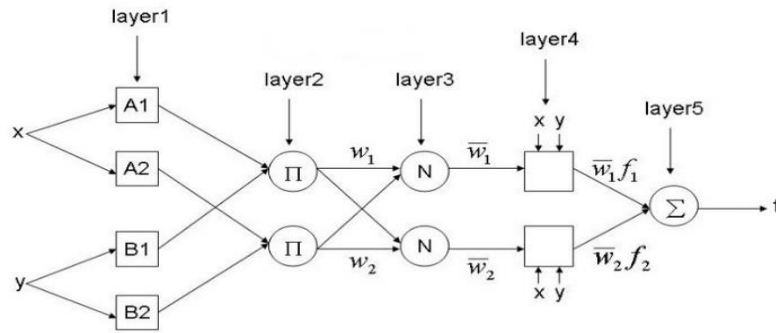 layer1
layer2
layer3
layer4
layer5
x
y
A1
A2
B1
B2
Π
Π
w₁
w₂
N
N
w̅₁
w̅₂
x y
x y
w̅₁f₁
w̅₂f₂
Σ
f